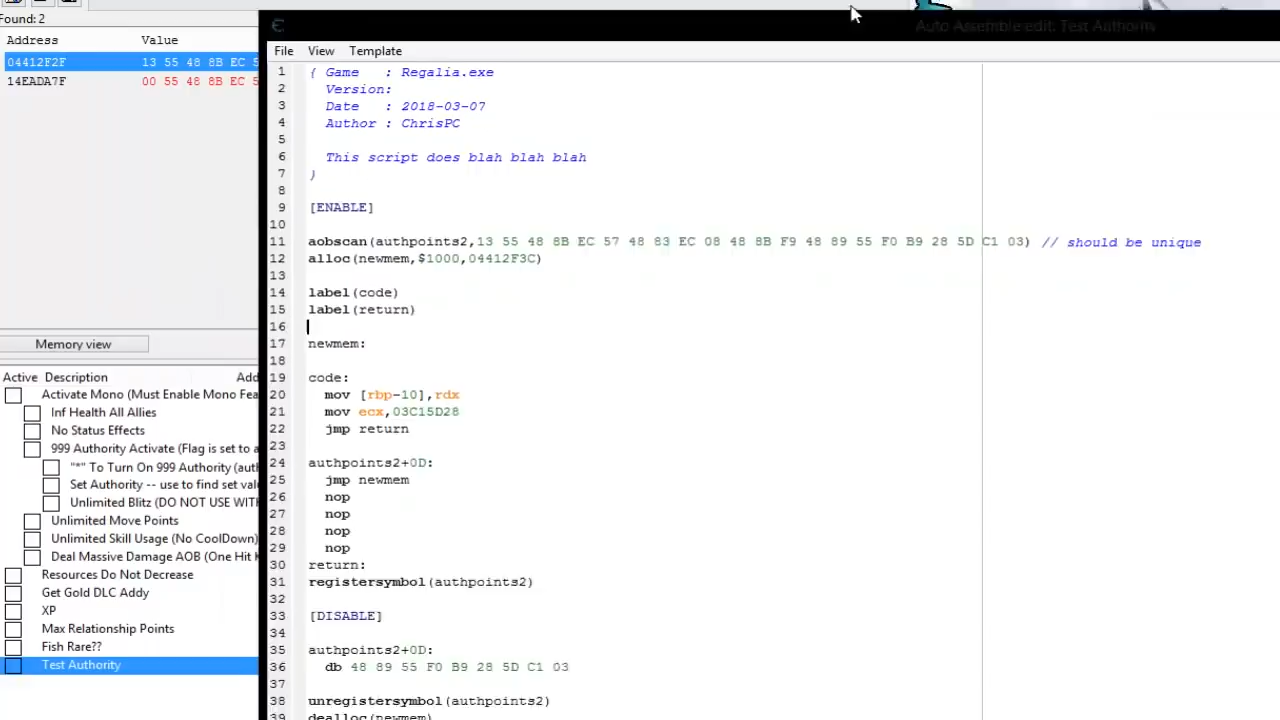 Found: 2
Address Value
04412F2F 13 55 48 8B EC 5
14EADA7F 00 55 48 8B EC 5
Memory view
Active Description Add
Activate Mono (Must Enable Mono Fea
Inf Health All Allies
No Status Effects
999 Authority Activate (Flag is set to a
"*" To Turn On 999 Authority (aut
Set Authority -- use to find set val
Unlimited Blitz (DO NOT USE WIT
Unlimited Move Points
Unlimited Skill Usage (No CoolDown)
Deal Massive Damage AOB (One Hit K
Resources Do Not Decrease
Get Gold DLC Addy
XP
Max Relationship Points
Fish Rare??
Test Authority
Auto Assemble edit: Test Authority
File View Template
1 { Game : Regalia.exe
2 Version:
3 Date : 2018-03-07
4 Author : ChrisPC
5
6 This script does blah blah blah
7 }
8
9 [ENABLE]
10
11 aobscan(authpoints2,13 55 48 8B EC 57 48 83 EC 08 48 8B F9 48 89 55 F0 B9 28 5D C1 03) // should be unique
12 alloc(newmem,$1000,04412F3C)
13
14 label(code)
15 label(return)
16
17 newmem:
18
19 code:
20 mov [rbp-10],rdx
21 mov ecx,03C15D28
22 jmp return
23
24 authpoints2+0D:
25 jmp newmem
26 nop
27 nop
28 nop
29 nop
30 return:
31 registersymbol(authpoints2)
32
33 [DISABLE]
34
35 authpoints2+0D:
36 db 48 89 55 F0 B9 28 5D C1 03
37
38 unregistersymbol(authpoints2)
39 dealloc(newmem)